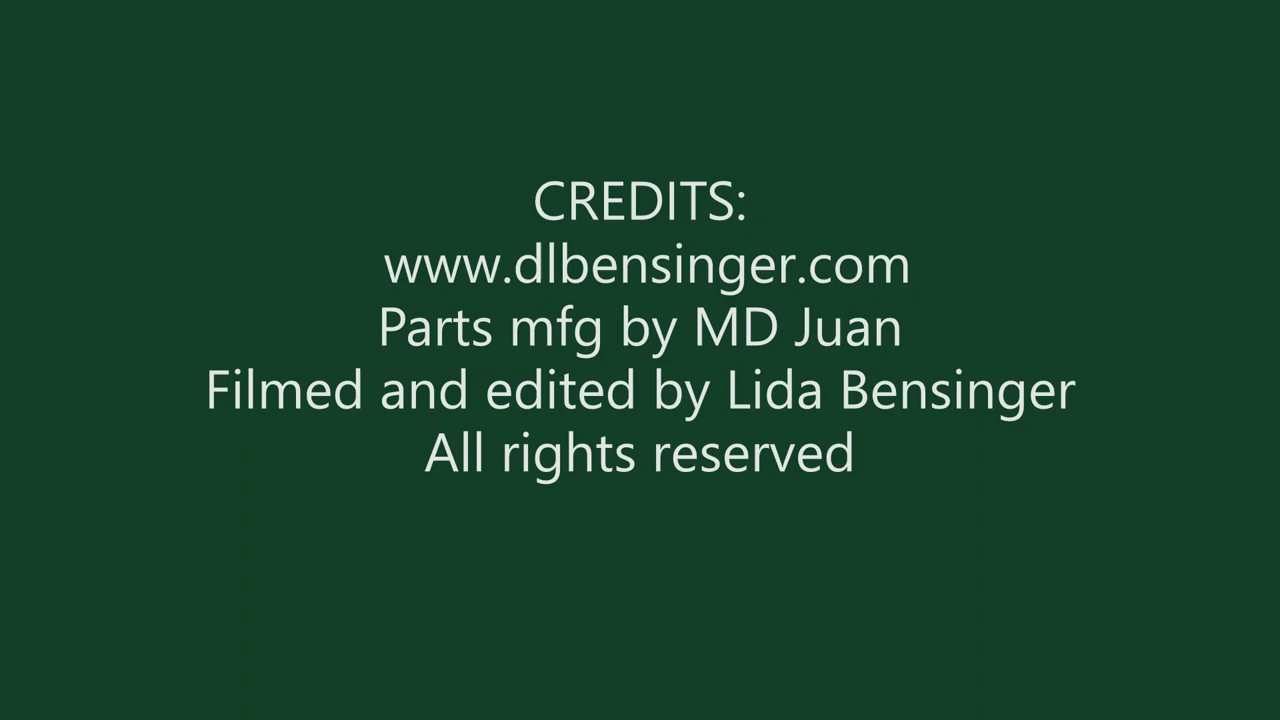 CREDITS:
www.dlbensinger.com
Parts mfg by MD Juan
Filmed and edited by Lida Bensinger
All rights reserved